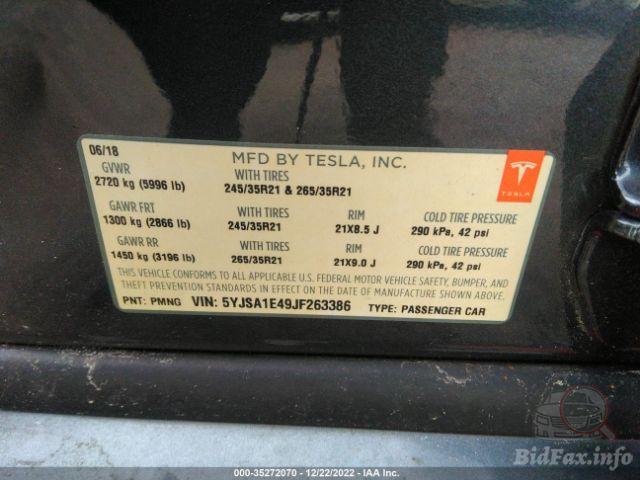 06/18
MFD BY TESLA, INC.
GVWR
2720 kg (5996 lb)
WITH TIRES
245/35R21 & 265/35R21
TESLA
GAWR FRT
1300 kg (2866 lb)
WITH TIRES
245/35R21
RIM
21X8.5 J
COLD TIRE PRESSURE
290 kPa, 42 psi
GAWR RR
1450 kg (3196 lb)
WITH TIRES
265/35R21
RIM
21X9.0 J
COLD TIRE PRESSURE
290 kPa, 42 psi
THIS VEHICLE CONFORMS TO ALL APPLICABLE U.S. FEDERAL MOTOR VEHICLE SAFETY, BUMPER, AND
THEFT PREVENTION STANDARDS IN EFFECT ON THE DATE OF MANUFACTURE SHOWN ABOVE.
PNT: PMNG VIN: 5YJSA1E49JF263386 TYPE: PASSENGER CAR
BidFax.info
000-35272070 - 12/22/2022 - IAA Inc.